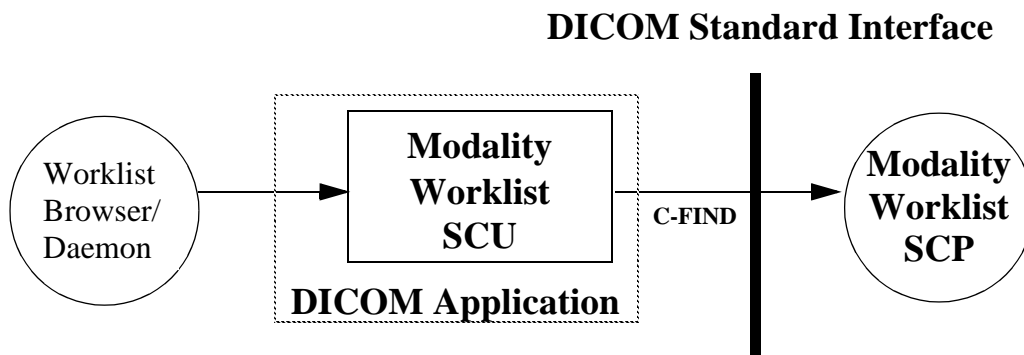 DICOM Standard Interface
Worklist
Browser/
Daemon
Modality
Worklist
SCU
DICOM Application
C-FIND
Modality
Worklist
SCP